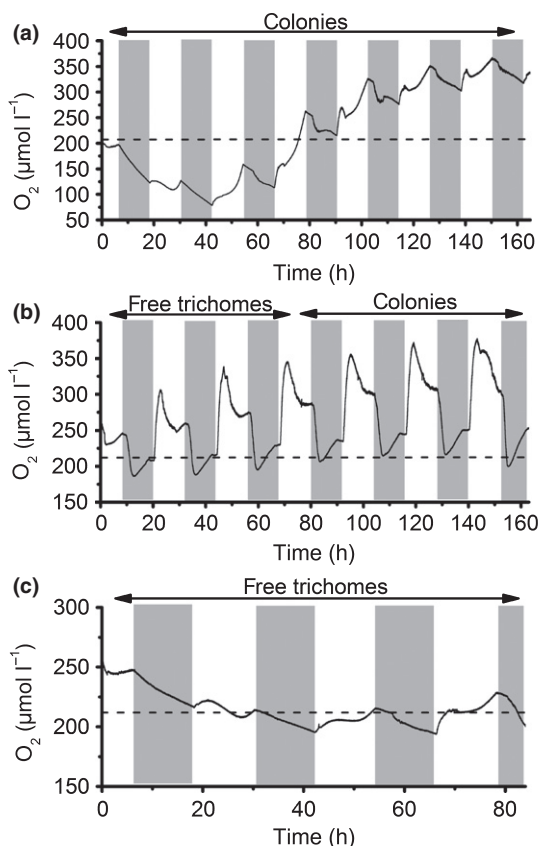 (a)
Colonies
400
350
300
250
200
150
100
50
O₂ (µmol l⁻¹)
0 20 40 60 80 100 120 140 160
Time (h)
(b)
Free trichomes Colonies
400
350
300
250
200
150
O₂ (µmol l⁻¹)
0 20 40 60 80 100 120 140 160
Time (h)
(c)
Free trichomes
300
250
200
150
O₂ (µmol l⁻¹)
0 20 40 60 80
Time (h)